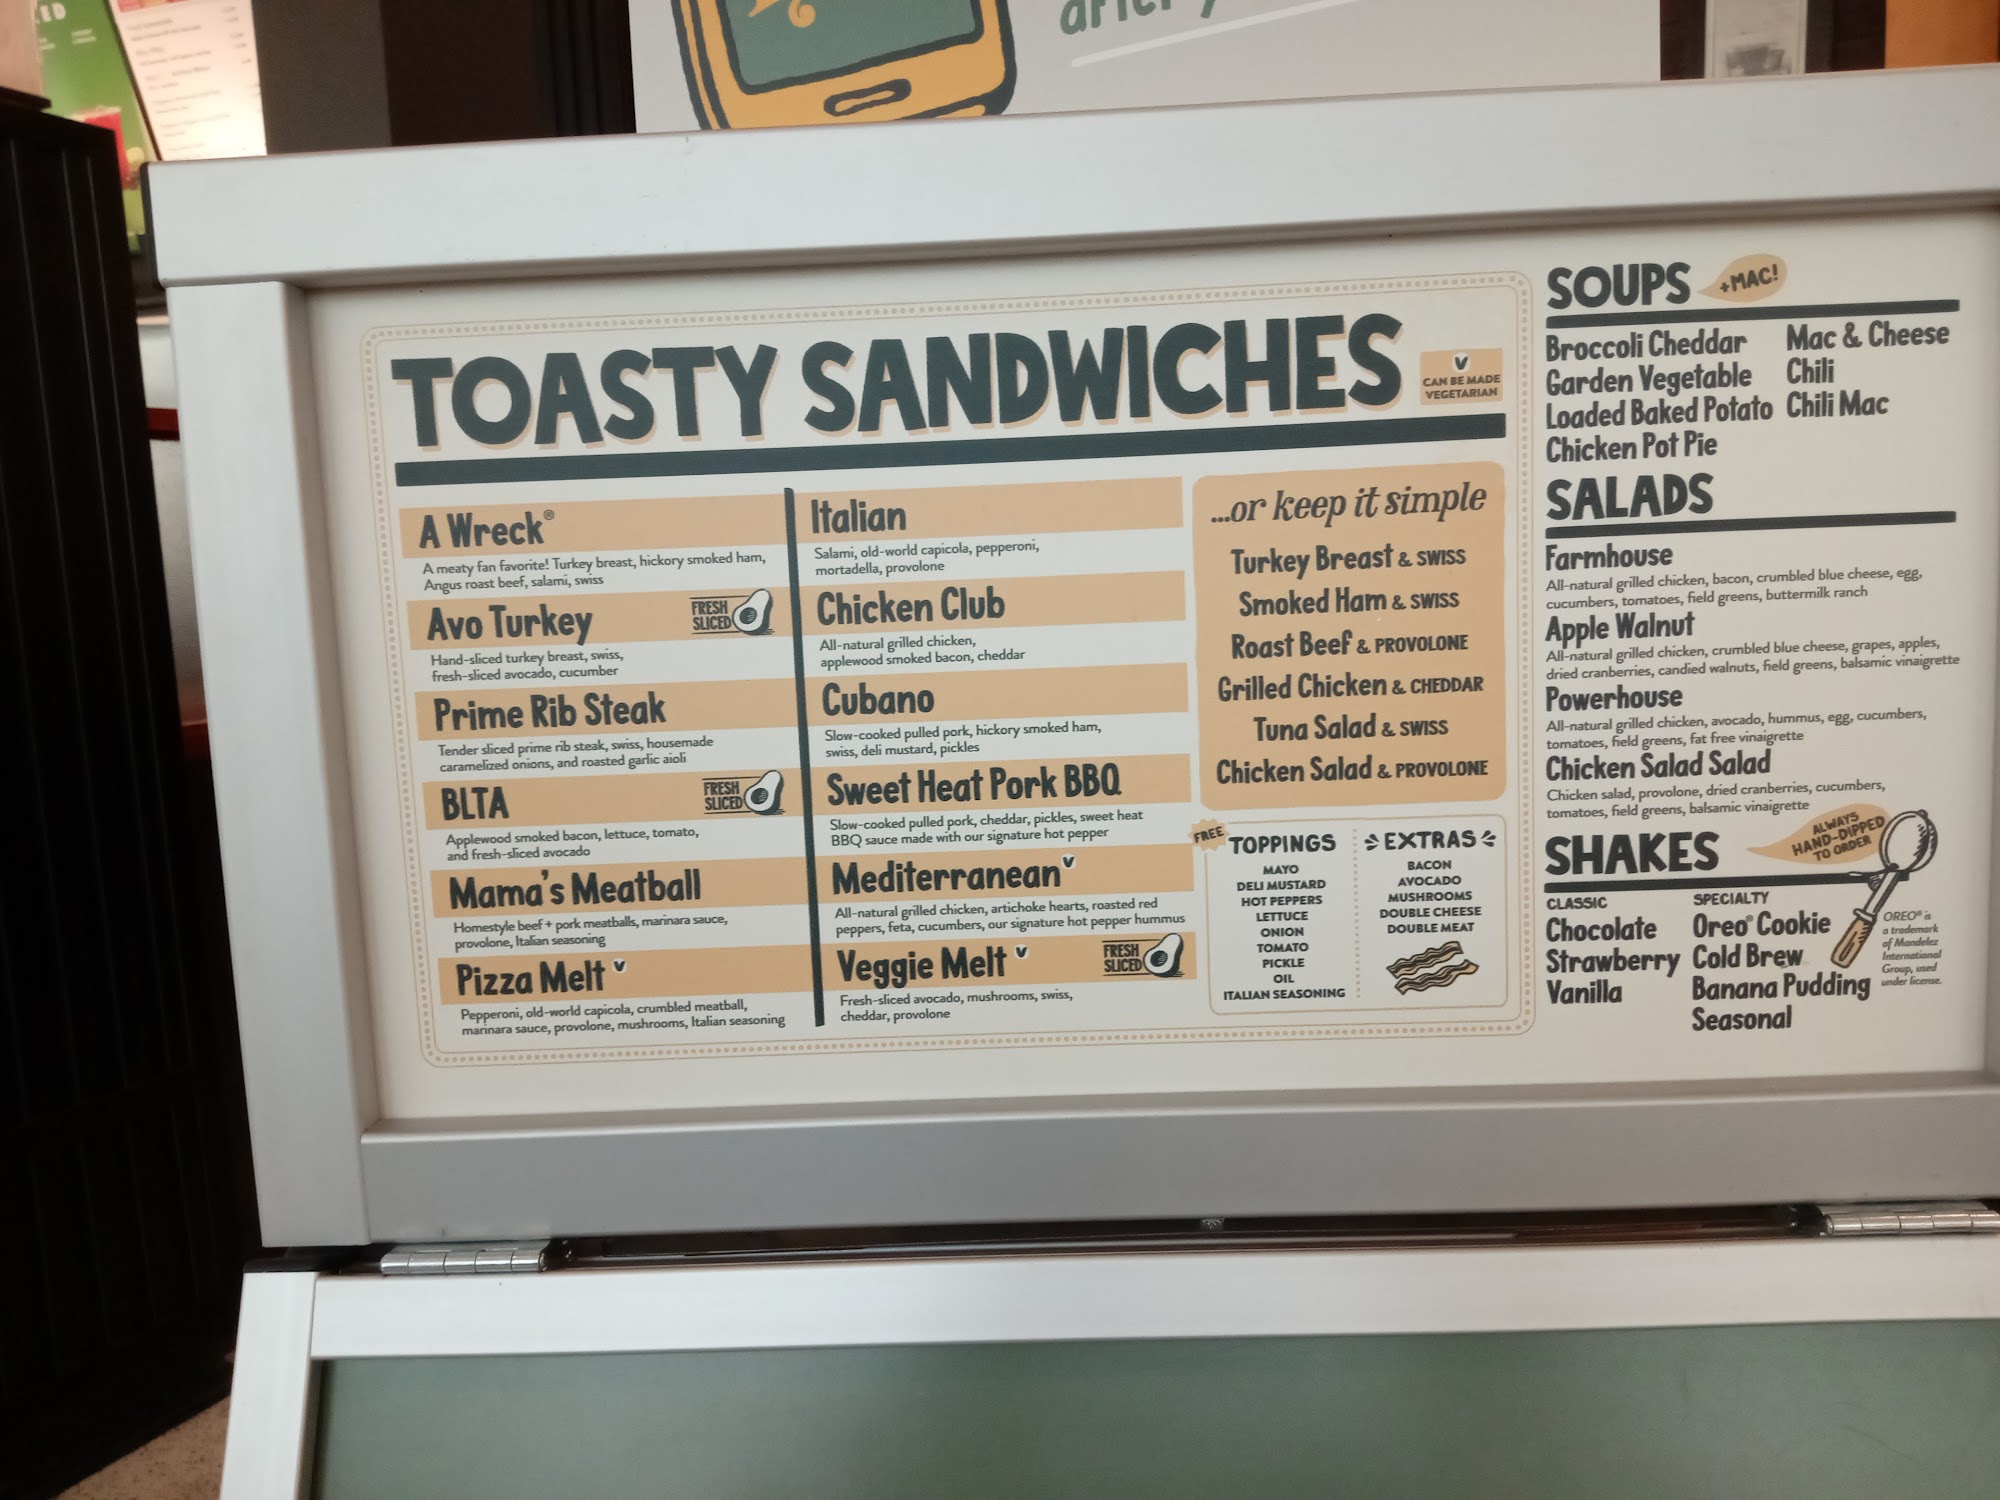 TOASTY SANDWICHES
V
CAN BE MADE
VEGETARIAN
A Wreck®
A meaty fan favorite! Turkey breast, hickory smoked ham,
Angus roast beef, salami, swiss
Avo Turkey
FRESH
SLICED
Hand-sliced turkey breast, swiss,
fresh-sliced avocado, cucumber
Prime Rib Steak
Tender sliced prime rib steak, swiss, housemade
caramelized onions, and roasted garlic aioli
BLTA
FRESH
SLICED
Applewood smoked bacon, lettuce, tomato,
and fresh-sliced avocado
Mama's Meatball
Homestyle beef + pork meatballs, marinara sauce,
provolone, Italian seasoning
Pizza Melt V
Pepperoni, old-world capicola, crumbled meatball,
marinara sauce, provolone, mushrooms, Italian seasoning
Italian
Salami, old-world capicola, pepperoni,
mortadella, provolone
Chicken Club
All-natural grilled chicken,
applewood smoked bacon, cheddar
Cubano
Slow-cooked pulled pork, hickory smoked ham,
swiss, deli mustard, pickles
Sweet Heat Pork BBQ
Slow-cooked pulled pork, cheddar, pickles, sweet heat
BBQ sauce made with our signature hot pepper
Mediterranean V
All-natural grilled chicken, artichoke hearts, roasted red
peppers, feta, cucumbers, our signature hot pepper hummus
Veggie Melt V
FRESH
SLICED
Fresh-sliced avocado, mushrooms, swiss,
cheddar, provolone
...or keep it simple
Turkey Breast & SWISS
Smoked Ham & SWISS
Roast Beef & PROVOLONE
Grilled Chicken & CHEDDAR
Tuna Salad & SWISS
Chicken Salad & PROVOLONE
FREE
TOPPINGS
MAYO
DELI MUSTARD
HOT PEPPERS
LETTUCE
ONION
TOMATO
PICKLE
OIL
ITALIAN SEASONING
EXTRAS
BACON
AVOCADO
MUSHROOMS
DOUBLE CHEESE
DOUBLE MEAT
SOUPS
+MAC!
Broccoli Cheddar
Garden Vegetable
Loaded Baked Potato
Chicken Pot Pie
Mac & Cheese
Chili
Chili Mac
SALADS
Farmhouse
All-natural grilled chicken, bacon, crumbled blue cheese, egg,
cucumbers, tomatoes, field greens, buttermilk ranch
Apple Walnut
All-natural grilled chicken, crumbled blue cheese, grapes, apples,
dried cranberries, candied walnuts, field greens, balsamic vinaigrette
Powerhouse
All-natural grilled chicken, avocado, hummus, egg, cucumbers,
tomatoes, field greens, fat free vinaigrette
Chicken Salad Salad
Chicken salad, provolone, dried cranberries, cucumbers,
tomatoes, field greens, balsamic vinaigrette
SHAKES
ALWAYS
HAND-DIPPED
TO ORDER
CLASSIC
Chocolate
Strawberry
Vanilla
SPECIALTY
Oreo® Cookie
Cold Brew
Banana Pudding
Seasonal
OREO® is
a trademark
of Mondelez
International
Group, used
under license.